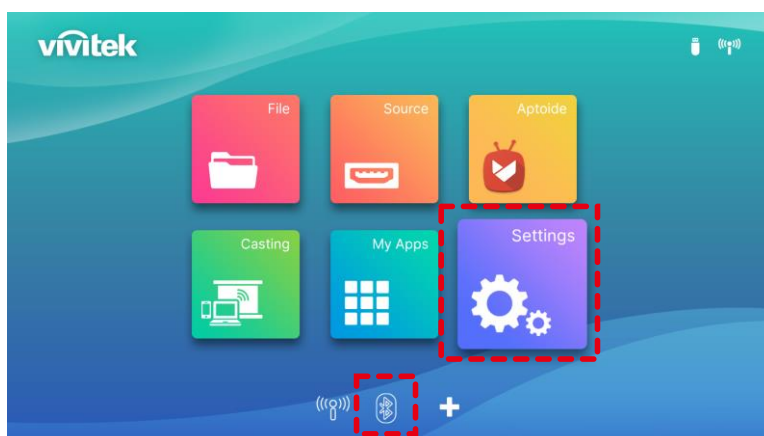 vivitek
File
Source
Aptoide
Casting
My Apps
Settings